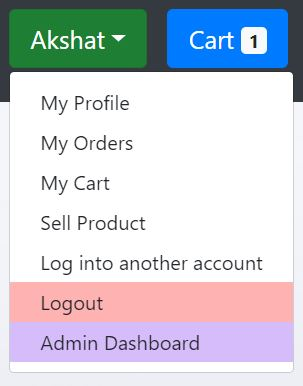 Akshat Cart 1
My Profile
My Orders
My Cart
Sell Product
Log into another account
Logout
Admin Dashboard